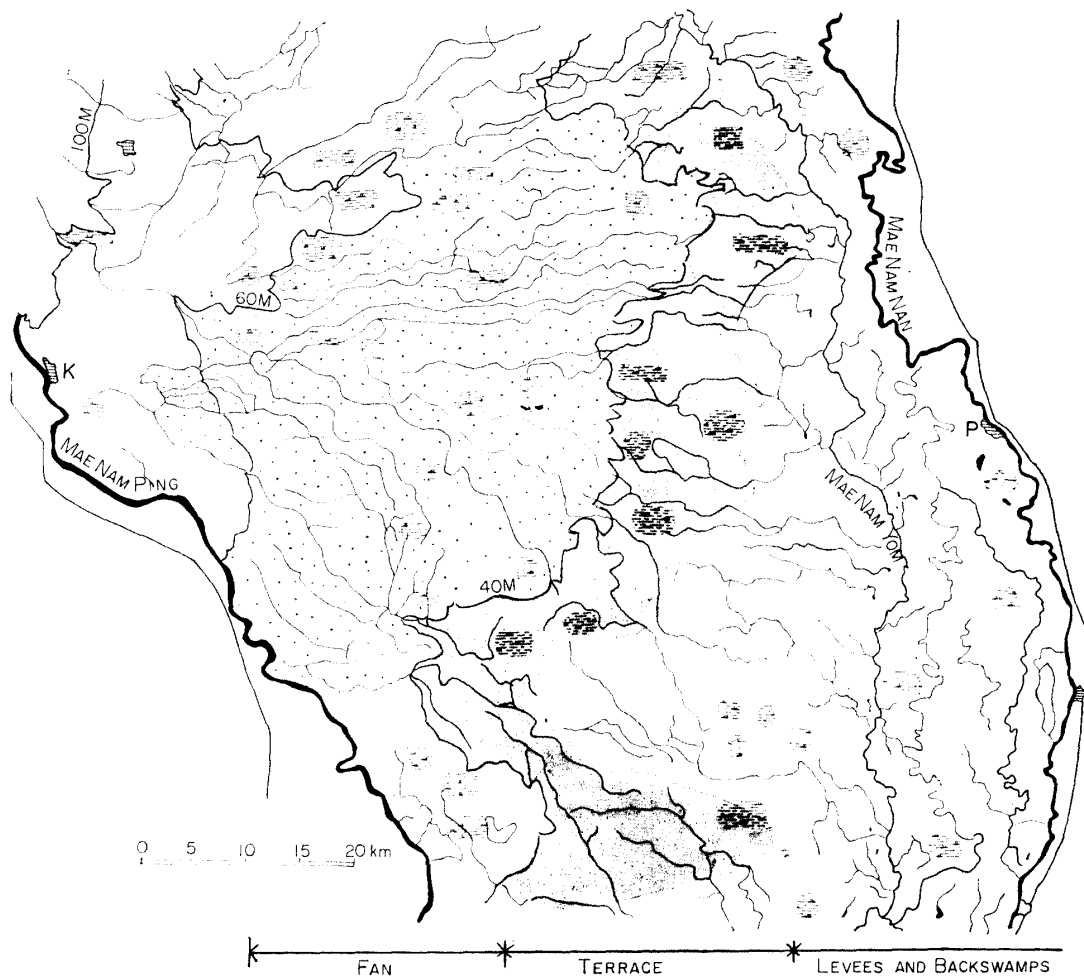 100M
60M
MAE NAM NAN
K
MAE NAM PING
P
MAE NAM YOM
40M
0 5 10 15 20 km
FAN TERRACE LEVEES AND BACKSWAMPS